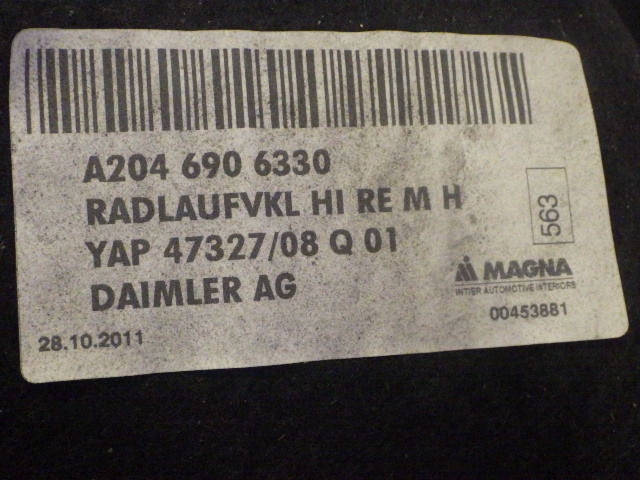 A204 690 6330
RADLAUFVKL HI RE M H
YAP 47327/08 Q 01
DAIMLER AG
28.10.2011
563
MAGNA
INTIER AUTOMOTIVE INTERIORS
00453881